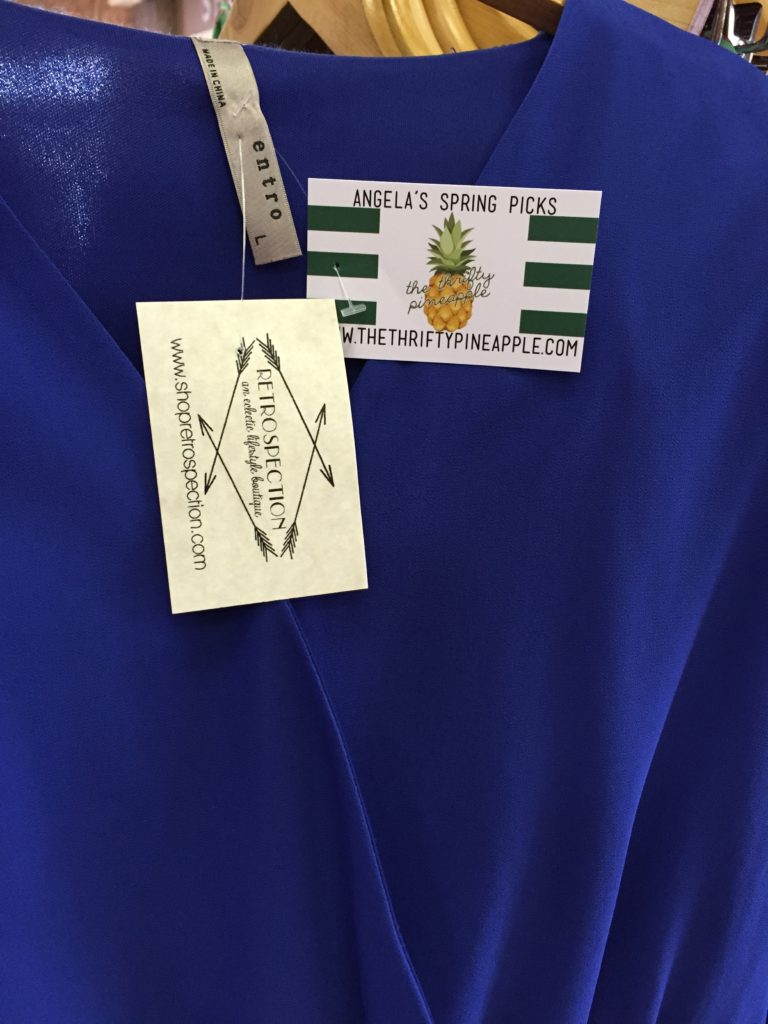 MADE IN CHINA
entro
L
ANGELA'S SPRING PICKS
the thrifty
pineapple
W.THETHRIFTYPINEAPPLE.COM
RETROSPECTION
an eclectic lifestyle boutique
www.shopretrospection.com